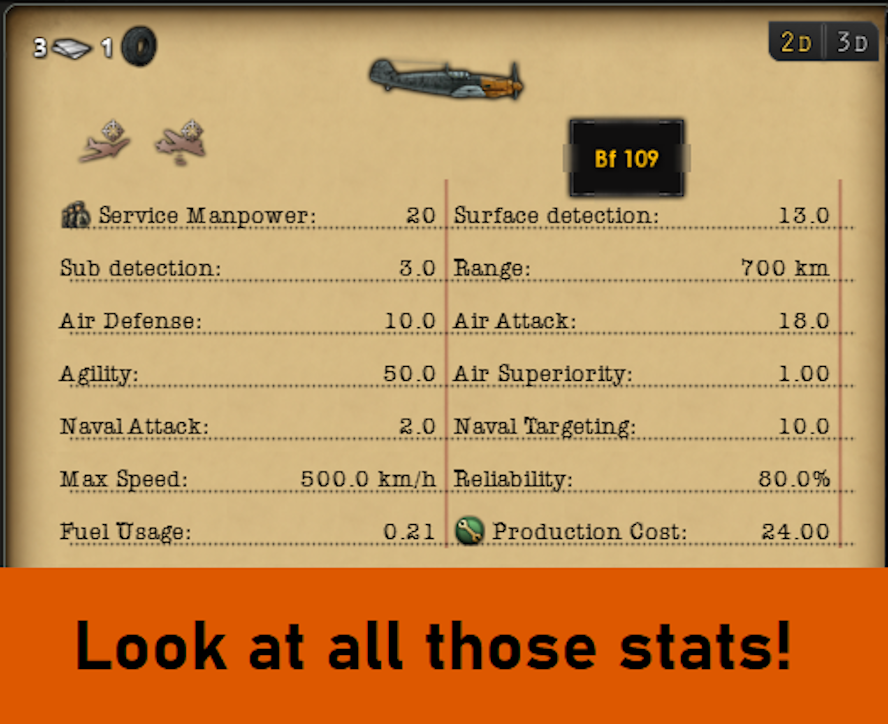 3 1
2D 3D
Bf 109
Service Manpower: 20 Surface detection: 13.0
Sub detection: 3.0 Range: 700 km
Air Defense: 10.0 Air Attack: 18.0
Agility: 50.0 Air Superiority: 1.00
Naval Attack: 2.0 Naval Targeting: 10.0
Max Speed: 500.0 km/h Reliability: 80.0%
Fuel Usage: 0.21 Production Cost: 24.00
Look at all those stats!